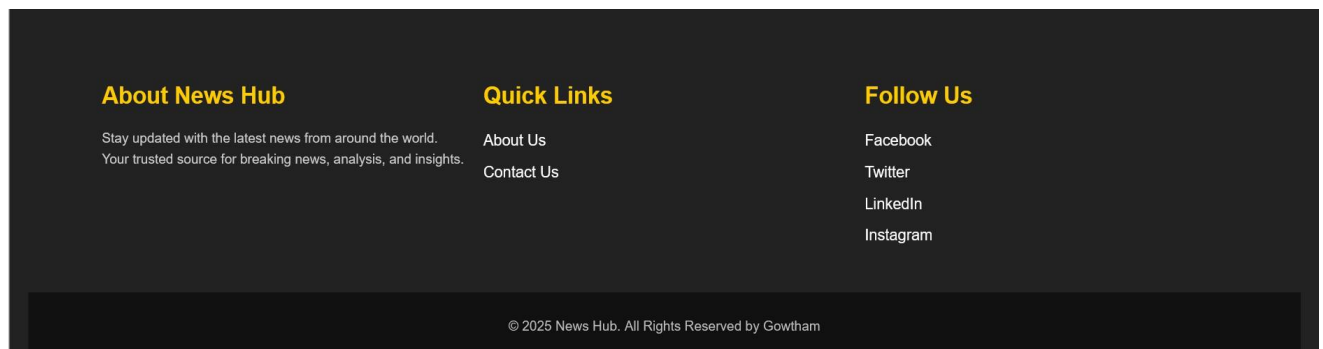 About News Hub
Stay updated with the latest news from around the world.
Your trusted source for breaking news, analysis, and insights.
Quick Links
About Us
Contact Us
Follow Us
Facebook
Twitter
LinkedIn
Instagram
© 2025 News Hub. All Rights Reserved by Gowtham